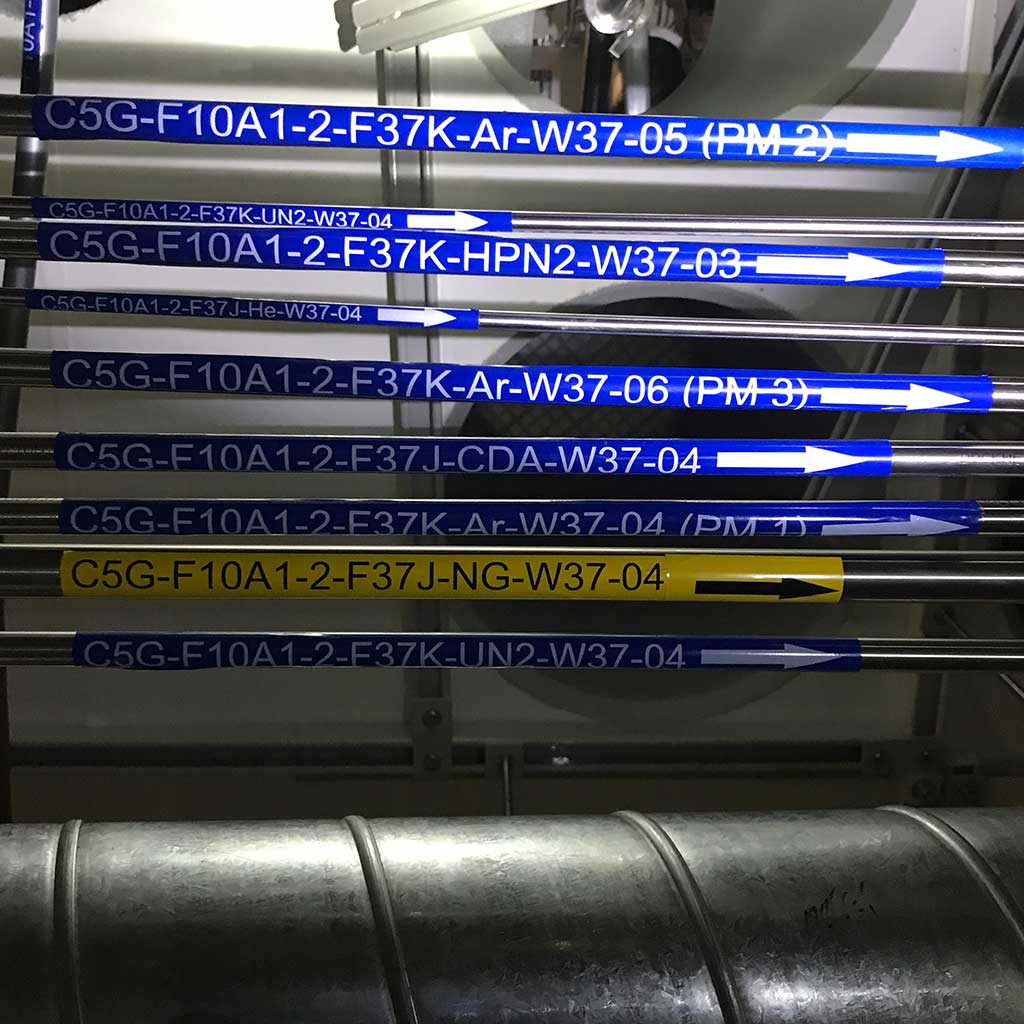 C5G-F10A1-2-F37K-Ar-W37-05 (PM 2)
C5G-F10A1-2-F37K-UN2-W37-04
C5G-F10A1-2-F37K-HPN2-W37-03
C5G-F10A1-2-F37J-He-W37-04
C5G-F10A1-2-F37K-Ar-W37-06 (PM 3)
C5G-F10A1-2-F37J-CDA-W37-04
C5G-F10A1-2-F37K-Ar-W37-04 (PM 1)
C5G-F10A1-2-F37J-NG-W37-04
C5G-F10A1-2-F37K-UN2-W37-04